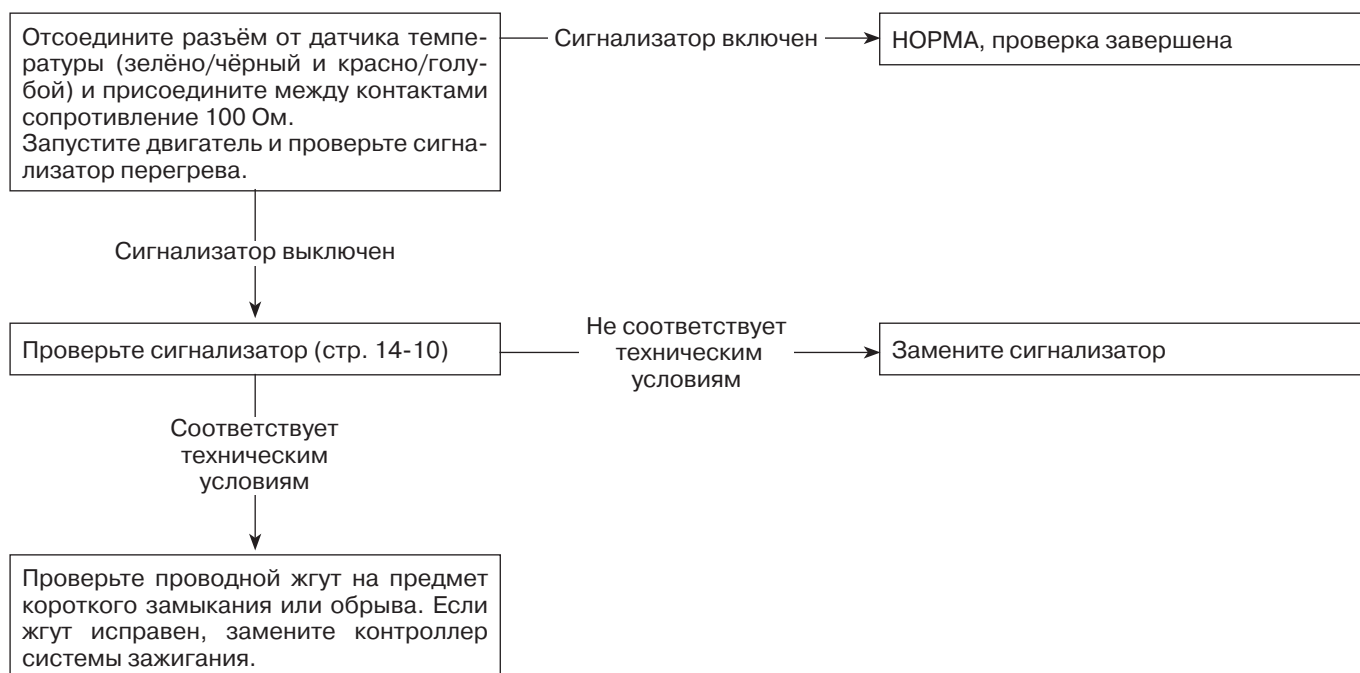 Отсоедините разъём от датчика темпе-
ратуры (зелёно/чёрный и красно/голу-
бой) и присоедините между контактами
сопротивление 100 Ом.
Запустите двигатель и проверьте сигна-
лизатор перегрева.
Сигнализатор включен
НОРМА, проверка завершена
Сигнализатор выключен
Проверьте сигнализатор (стр. 14-10)
Не соответствует
техническим
условиям
Замените сигнализатор
Соответствует
техническим
условиям
Проверьте проводной жгут на предмет
короткого замыкания или обрыва. Если
жгут исправен, замените контроллер
системы зажигания.